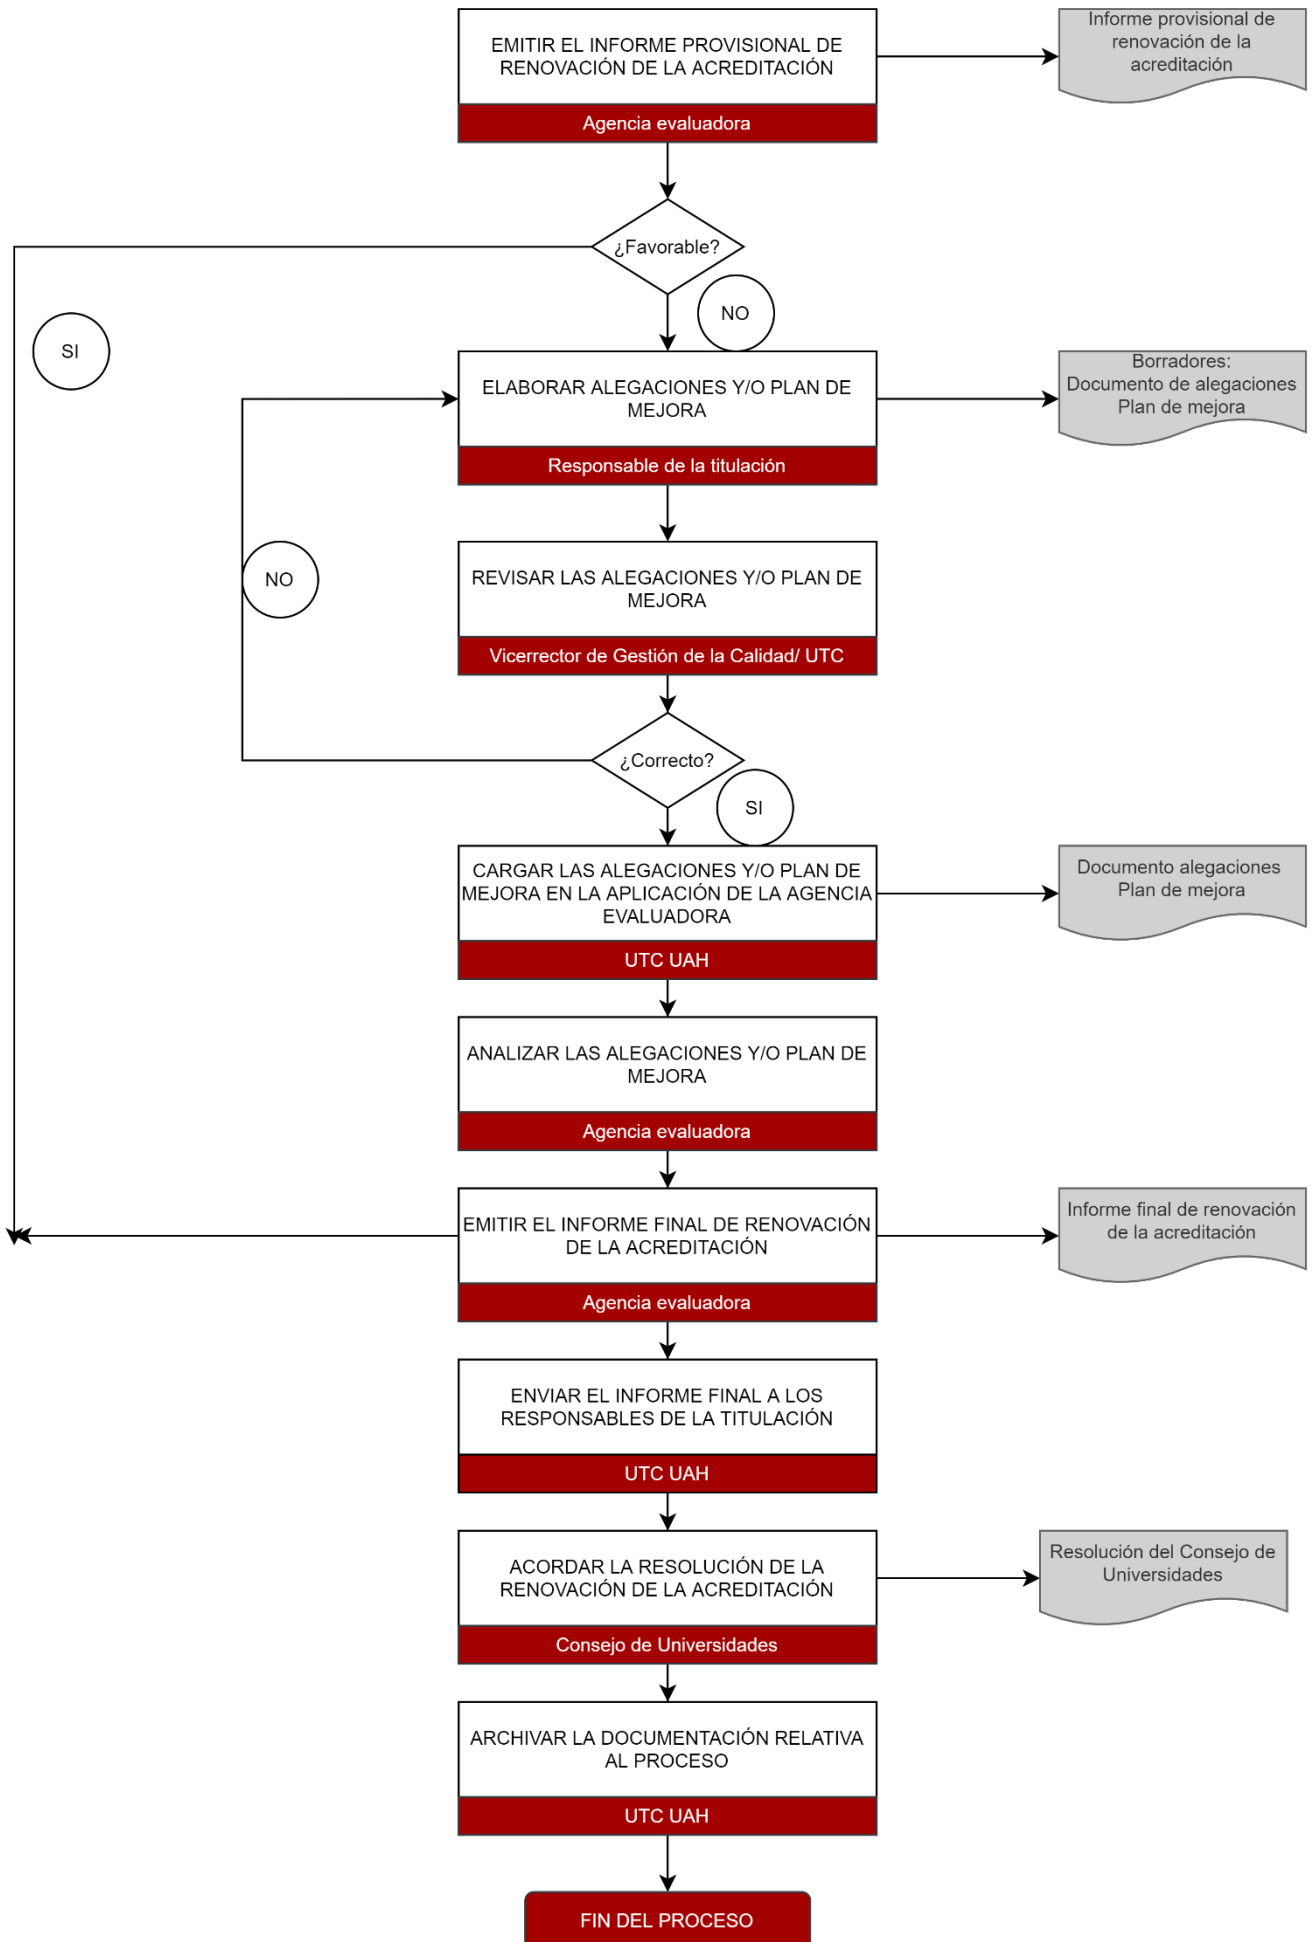 EMITIR EL INFORME PROVISIONAL DE
RENOVACIÓN DE LA ACREDITACIÓN
Agencia evaluadora
Informe provisional de
renovación de la
acreditación
¿Favorable?
NO
SI
ELABORAR ALEGACIONES Y/O PLAN DE
MEJORA
Responsable de la titulación
Borradores:
Documento de alegaciones
Plan de mejora
REVISAR LAS ALEGACIONES Y/O PLAN DE
MEJORA
Vicerrector de Gestión de la Calidad/ UTC
NO
¿Correcto?
SI
CARGAR LAS ALEGACIONES Y/O PLAN DE
MEJORA EN LA APLICACIÓN DE LA AGENCIA
EVALUADORA
UTC UAH
Documento alegaciones
Plan de mejora
ANALIZAR LAS ALEGACIONES Y/O PLAN DE
MEJORA
Agencia evaluadora
EMITIR EL INFORME FINAL DE RENOVACIÓN
DE LA ACREDITACIÓN
Agencia evaluadora
Informe final de renovación
de la acreditación
ENVIAR EL INFORME FINAL A LOS
RESPONSABLES DE LA TITULACIÓN
UTC UAH
ACORDAR LA RESOLUCIÓN DE LA
RENOVACIÓN DE LA ACREDITACIÓN
Consejo de Universidades
Resolución del Consejo de
Universidades
ARCHIVAR LA DOCUMENTACIÓN RELATIVA
AL PROCESO
UTC UAH
FIN DEL PROCESO